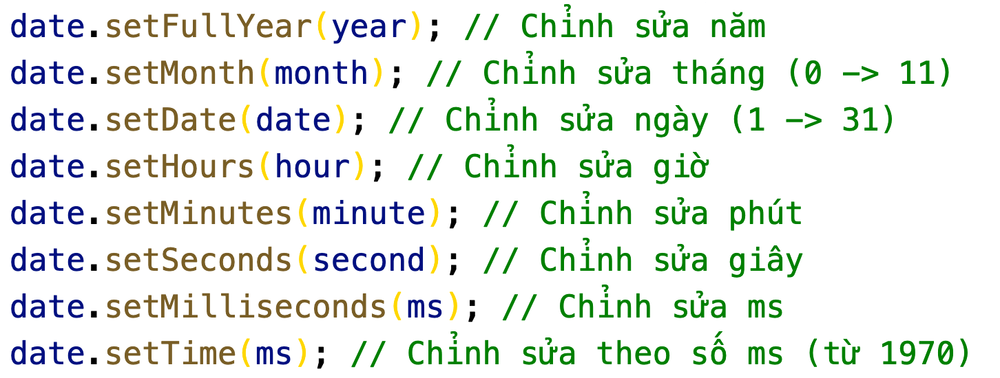 date.setFullYear(year); // Chỉnh sửa năm
date.setMonth(month); // Chỉnh sửa tháng (0 -> 11)
date.setDate(date); // Chỉnh sửa ngày (1 -> 31)
date.setHours(hour); // Chỉnh sửa giờ
date.setMinutes(minute); // Chỉnh sửa phút
date.setSeconds(second); // Chỉnh sửa giây
date.setMilliseconds(ms); // Chỉnh sửa ms
date.setTime(ms); // Chỉnh sửa theo số ms (từ 1970)